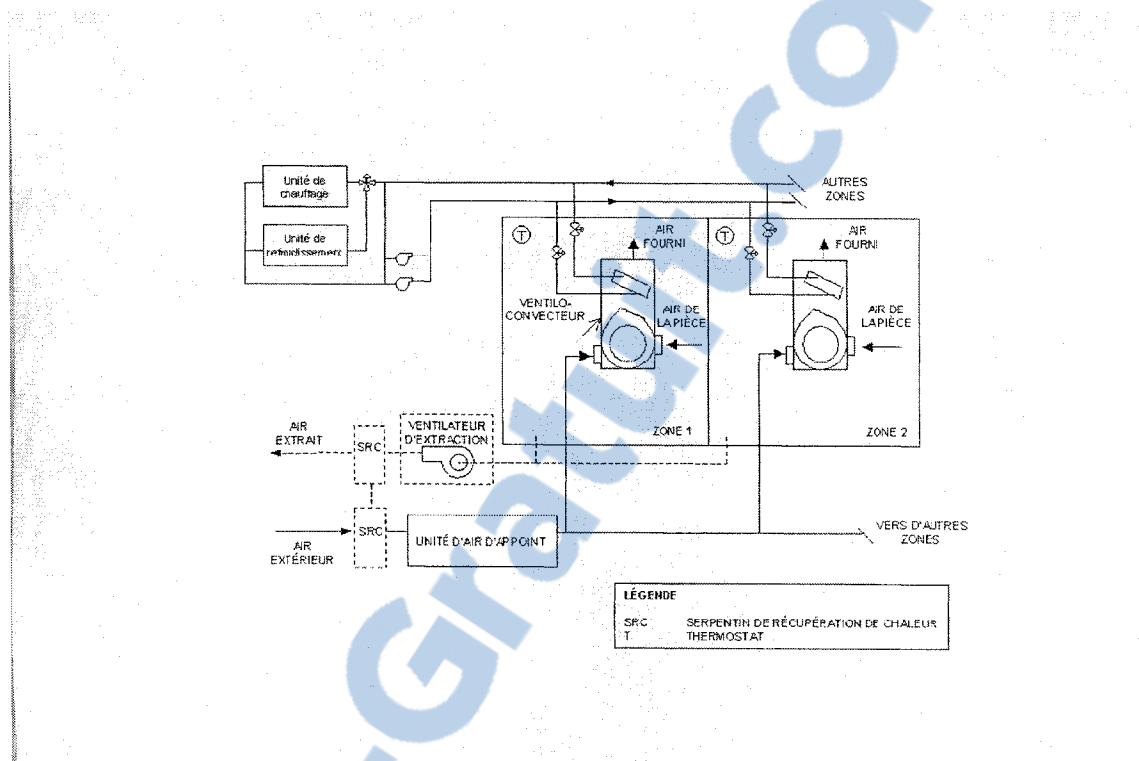 Unité de
chauffage
Unité de
refroidissement
AUTRES
ZONES
T
AIR
FOURNI
T
AIR
FOURNI
VENTILO-
CONVECTEUR
AIR DE
LA PIÈCE
AIR DE
LA PIÈCE
ZONE 1
ZONE 2
AIR
EXTRAIT
SRC
VENTILATEUR
D'EXTRACTION
SRC
UNITÉ D'AIR D'APPOINT
AIR
EXTÉRIEUR
VERS D'AUTRES
ZONES
LÉGENDE
SRC SERPENTIN DE RÉCUPÉRATION DE CHALEUR
T THERMOSTAT
Gratuit.co